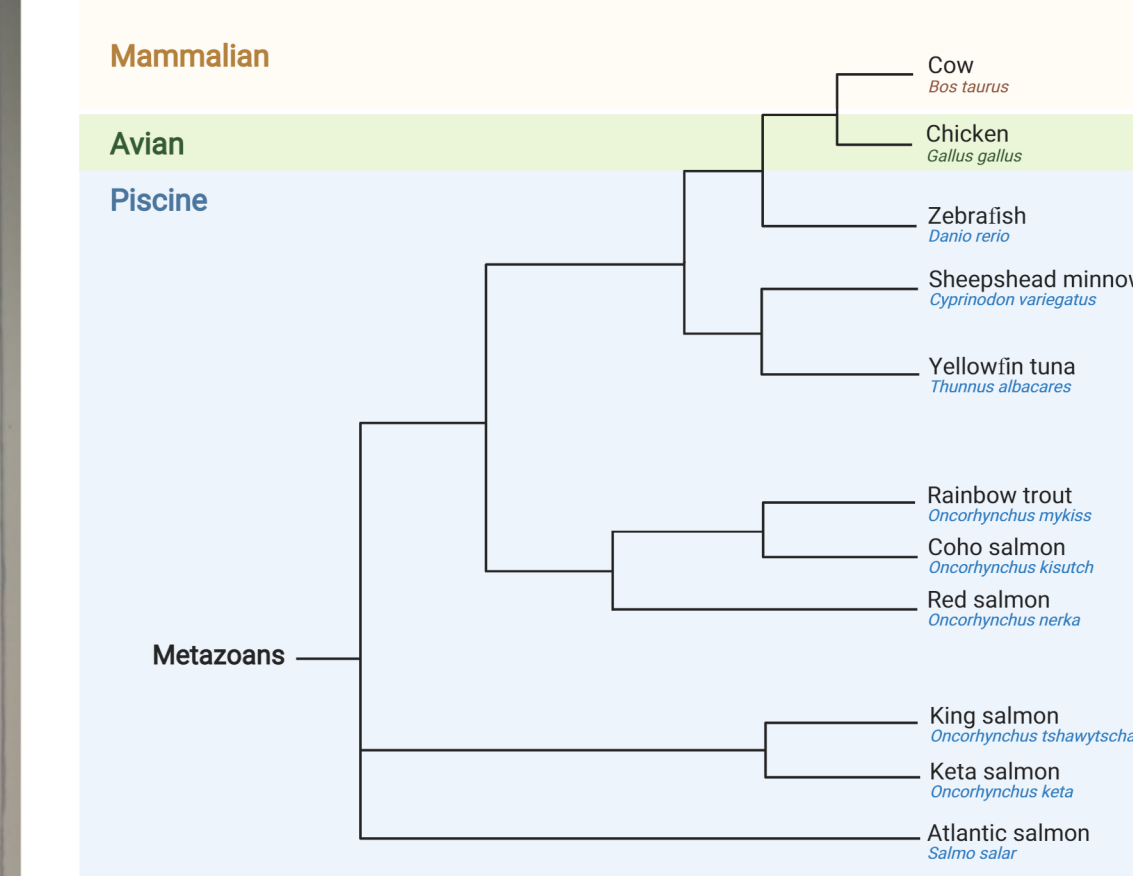 Mammalian
Cow
Bos taurus
Avian
Chicken
Gallus gallus
Piscine
Zebrafish
Danio rerio
Sheepshead minnow
Cyprinodon variegatus
Yellowfin tuna
Thunnus albacares
Rainbow trout
Oncorhynchus mykiss
Coho salmon
Oncorhynchus kisutch
Red salmon
Oncorhynchus nerka
Metazoans
King salmon
Oncorhynchus tshawytscha
Keta salmon
Oncorhynchus keta
Atlantic salmon
Salmo salar